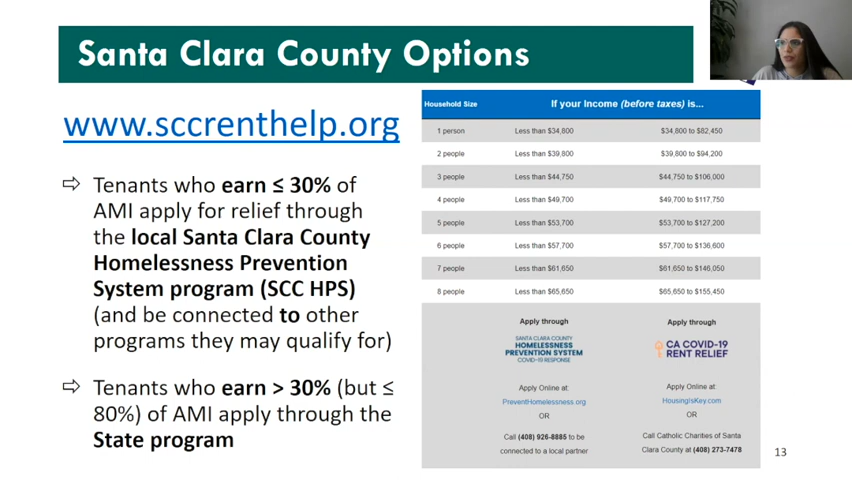 Santa Clara County Options
www.sccrenthelp.org
⇨ Tenants who earn ≤ 30% of
AMI apply for relief through
the local Santa Clara County
Homelessness Prevention
System program (SCC HPS)
(and be connected to other
programs they may qualify for)
⇨ Tenants who earn > 30% (but ≤
80%) of AMI apply through the
State program
Household Size If your Income (before taxes) is...
1 person Less than $34,800 $34,800 to $82,450
2 people Less than $39,800 $39,800 to $94,200
3 people Less than $44,750 $44,750 to $106,000
4 people Less than $49,700 $49,700 to $117,750
5 people Less than $53,700 $53,700 to $127,200
6 people Less than $57,700 $57,700 to $136,600
7 people Less than $61,650 $61,650 to $146,050
8 people Less than $65,650 $65,650 to $155,450
Apply through
SANTA CLARA COUNTY
HOMELESSNESS
PREVENTION SYSTEM
COVID-19 RESPONSE
Apply Online at:
PreventHomelessness.org
OR
Call (408) 926-8885 to be
connected to a local partner
Apply through
CA COVID-19
RENT RELIEF
Apply Online at:
HousingIsKey.com
OR
Call Catholic Charities of Santa
Clara County at (408) 273-7478
13